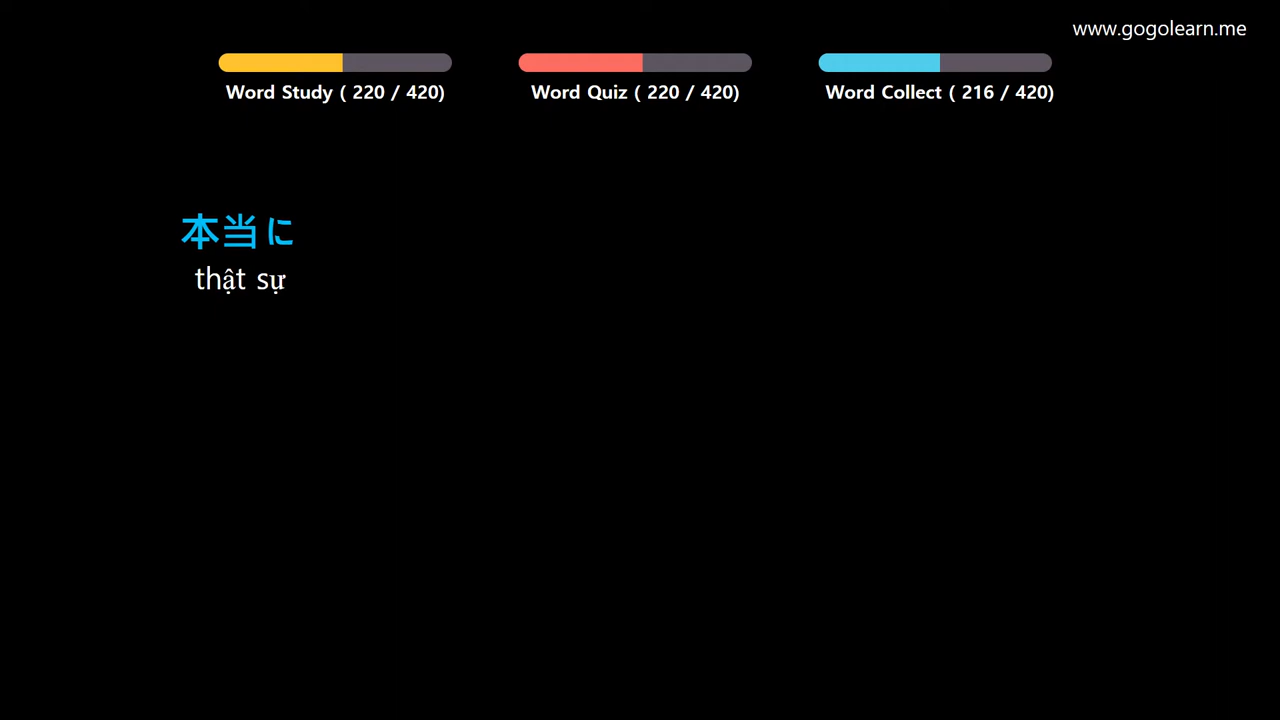 www.gogolearn.me
Word Study ( 220 / 420)
Word Quiz ( 220 / 420)
Word Collect ( 216 / 420)
本当に
thật sự